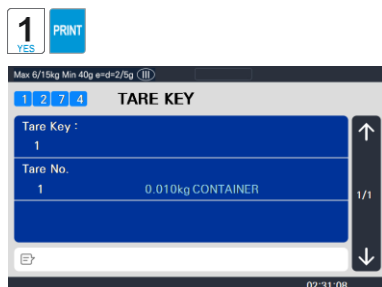 1
YES
PRINT
Max 6/15kg Min 40g e=d=2/5g III
1 2 7 4 TARE KEY
Tare Key :
1
Tare No.
1 0.010kg CONTAINER
1/1
02:31:08